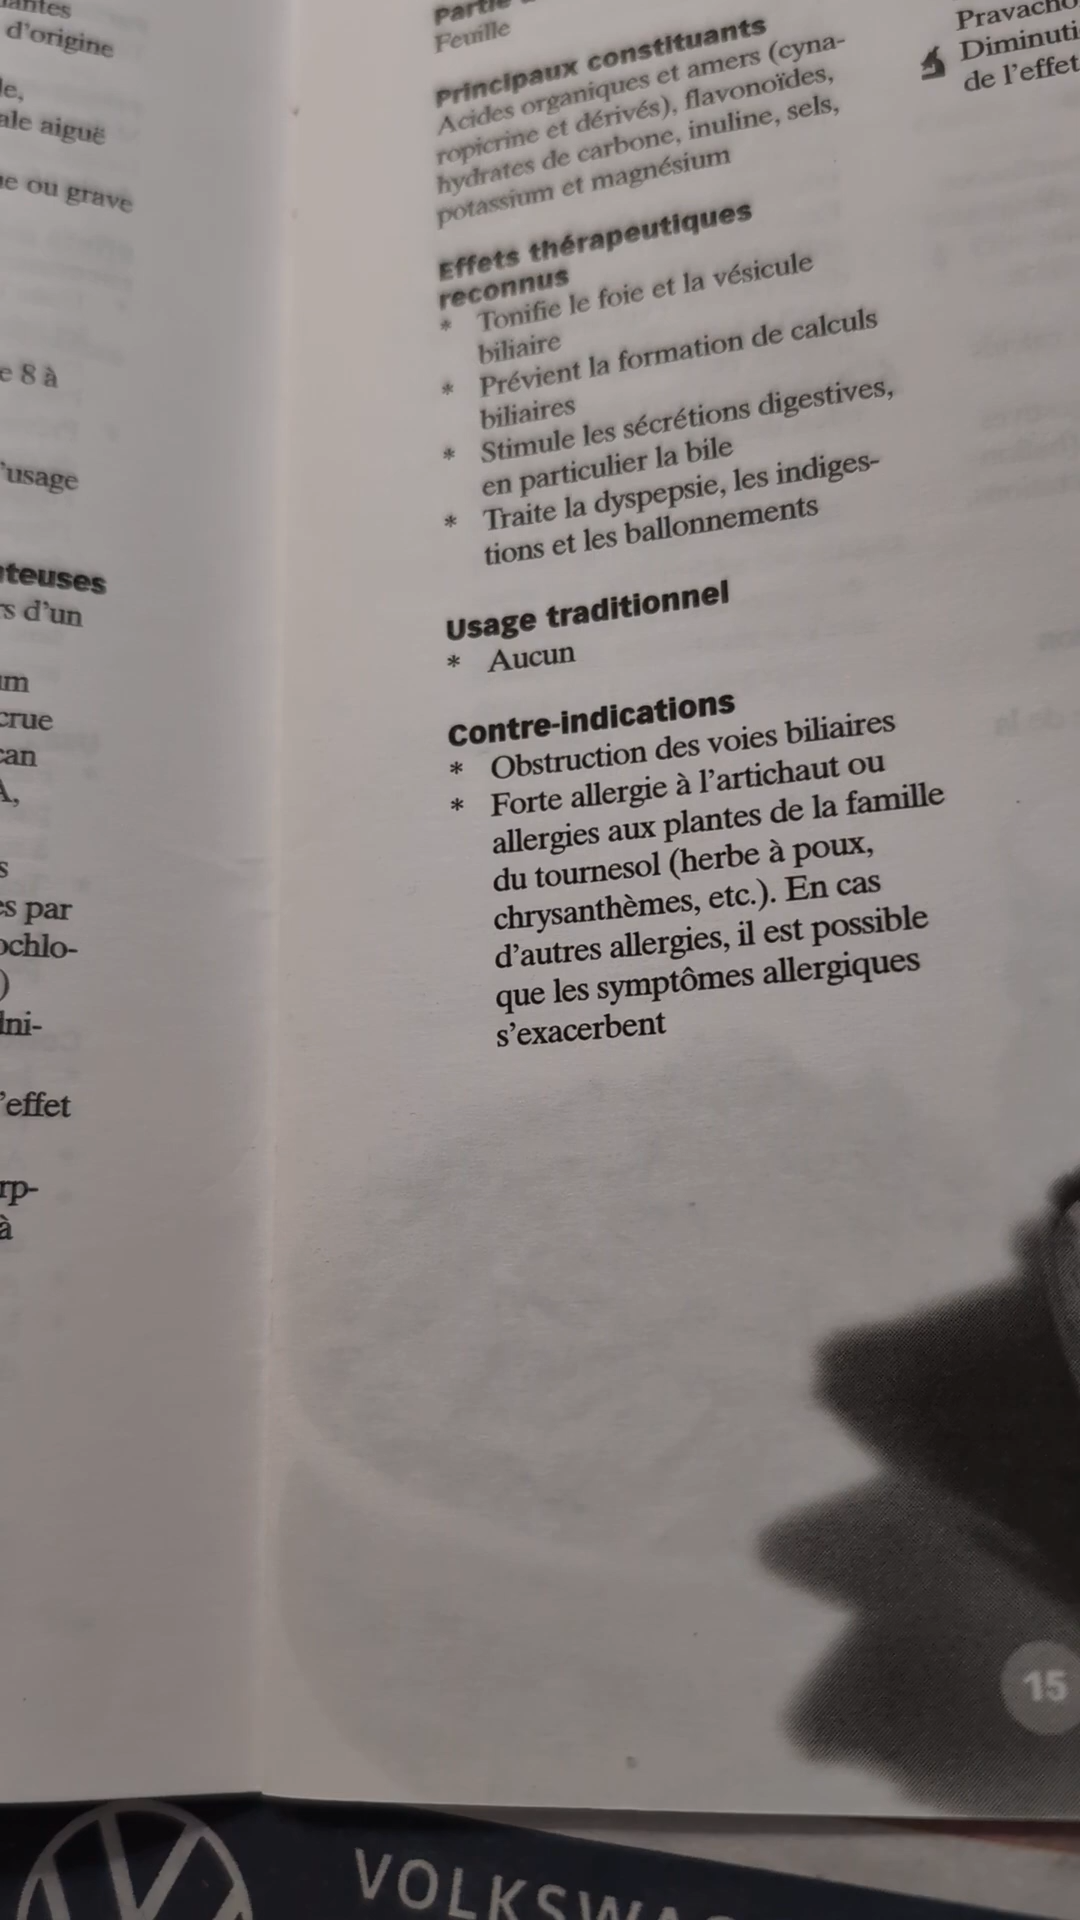 d'origine
aiguë
ou grave
8 à
usage
d'un
crue
par
l'effet
à
Partie
Feuille
Principaux constituants
Acides organiques et amers (cyna-
ropicrine et dérivés), flavonoïdes,
hydrates de carbone, inuline, sels,
potassium et magnésium
Effets thérapeutiques
reconnus
* Tonifie le foie et la vésicule
biliaire
* Prévient la formation de calculs
biliaires
* Stimule les sécrétions digestives,
en particulier la bile
* Traite la dyspepsie, les indiges-
tions et les ballonnements
Usage traditionnel
* Aucun
Contre-indications
* Obstruction des voies biliaires
* Forte allergie à l'artichaut ou
allergies aux plantes de la famille
du tournesol (herbe à poux,
chrysanthèmes, etc.). En cas
d'autres allergies, il est possible
que les symptômes allergiques
s'exacerbent
de l'effet
15